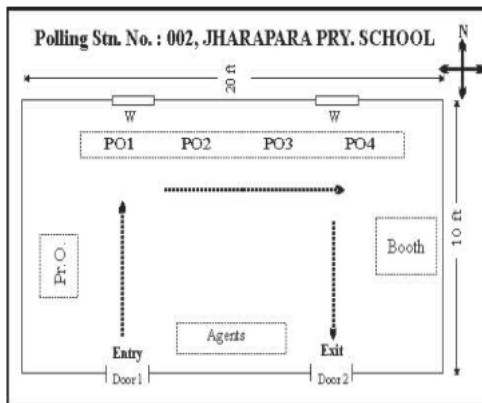 Polling Stn. No. : 002, JHARAPARA PRY. SCHOOL
N
20 ft
W W
PO1 PO2 PO3 PO4
10 ft
Pr. O.
Booth
Agents
Entry Exit
Door 1 Door 2